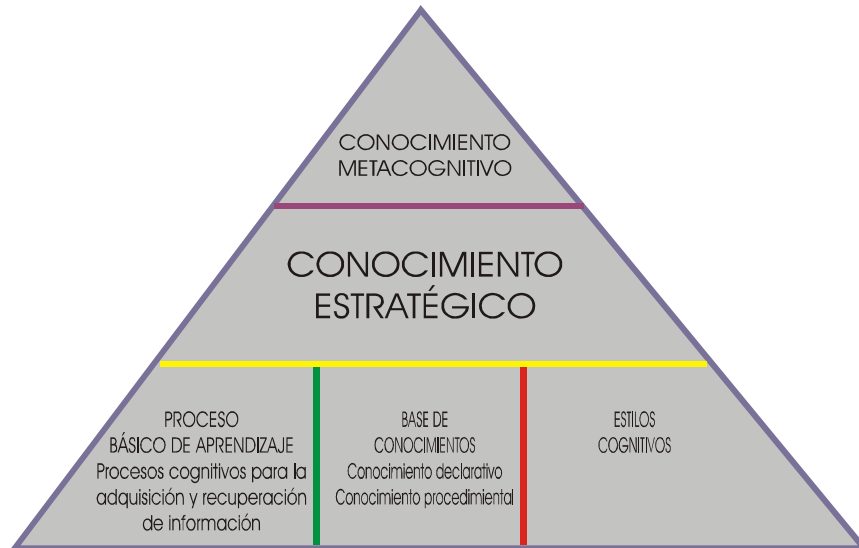 CONOCIMIENTO
METACOGNITIVO
CONOCIMIENTO
ESTRATÉGICO
PROCESO
BÁSICO DE APRENDIZAJE
Procesos cognitivos para la
adquisición y recuperación
de información
BASE DE
CONOCIMIENTOS
Conocimiento declarativo
Conocimiento procedimiental
ESTILOS
COGNITIVOS